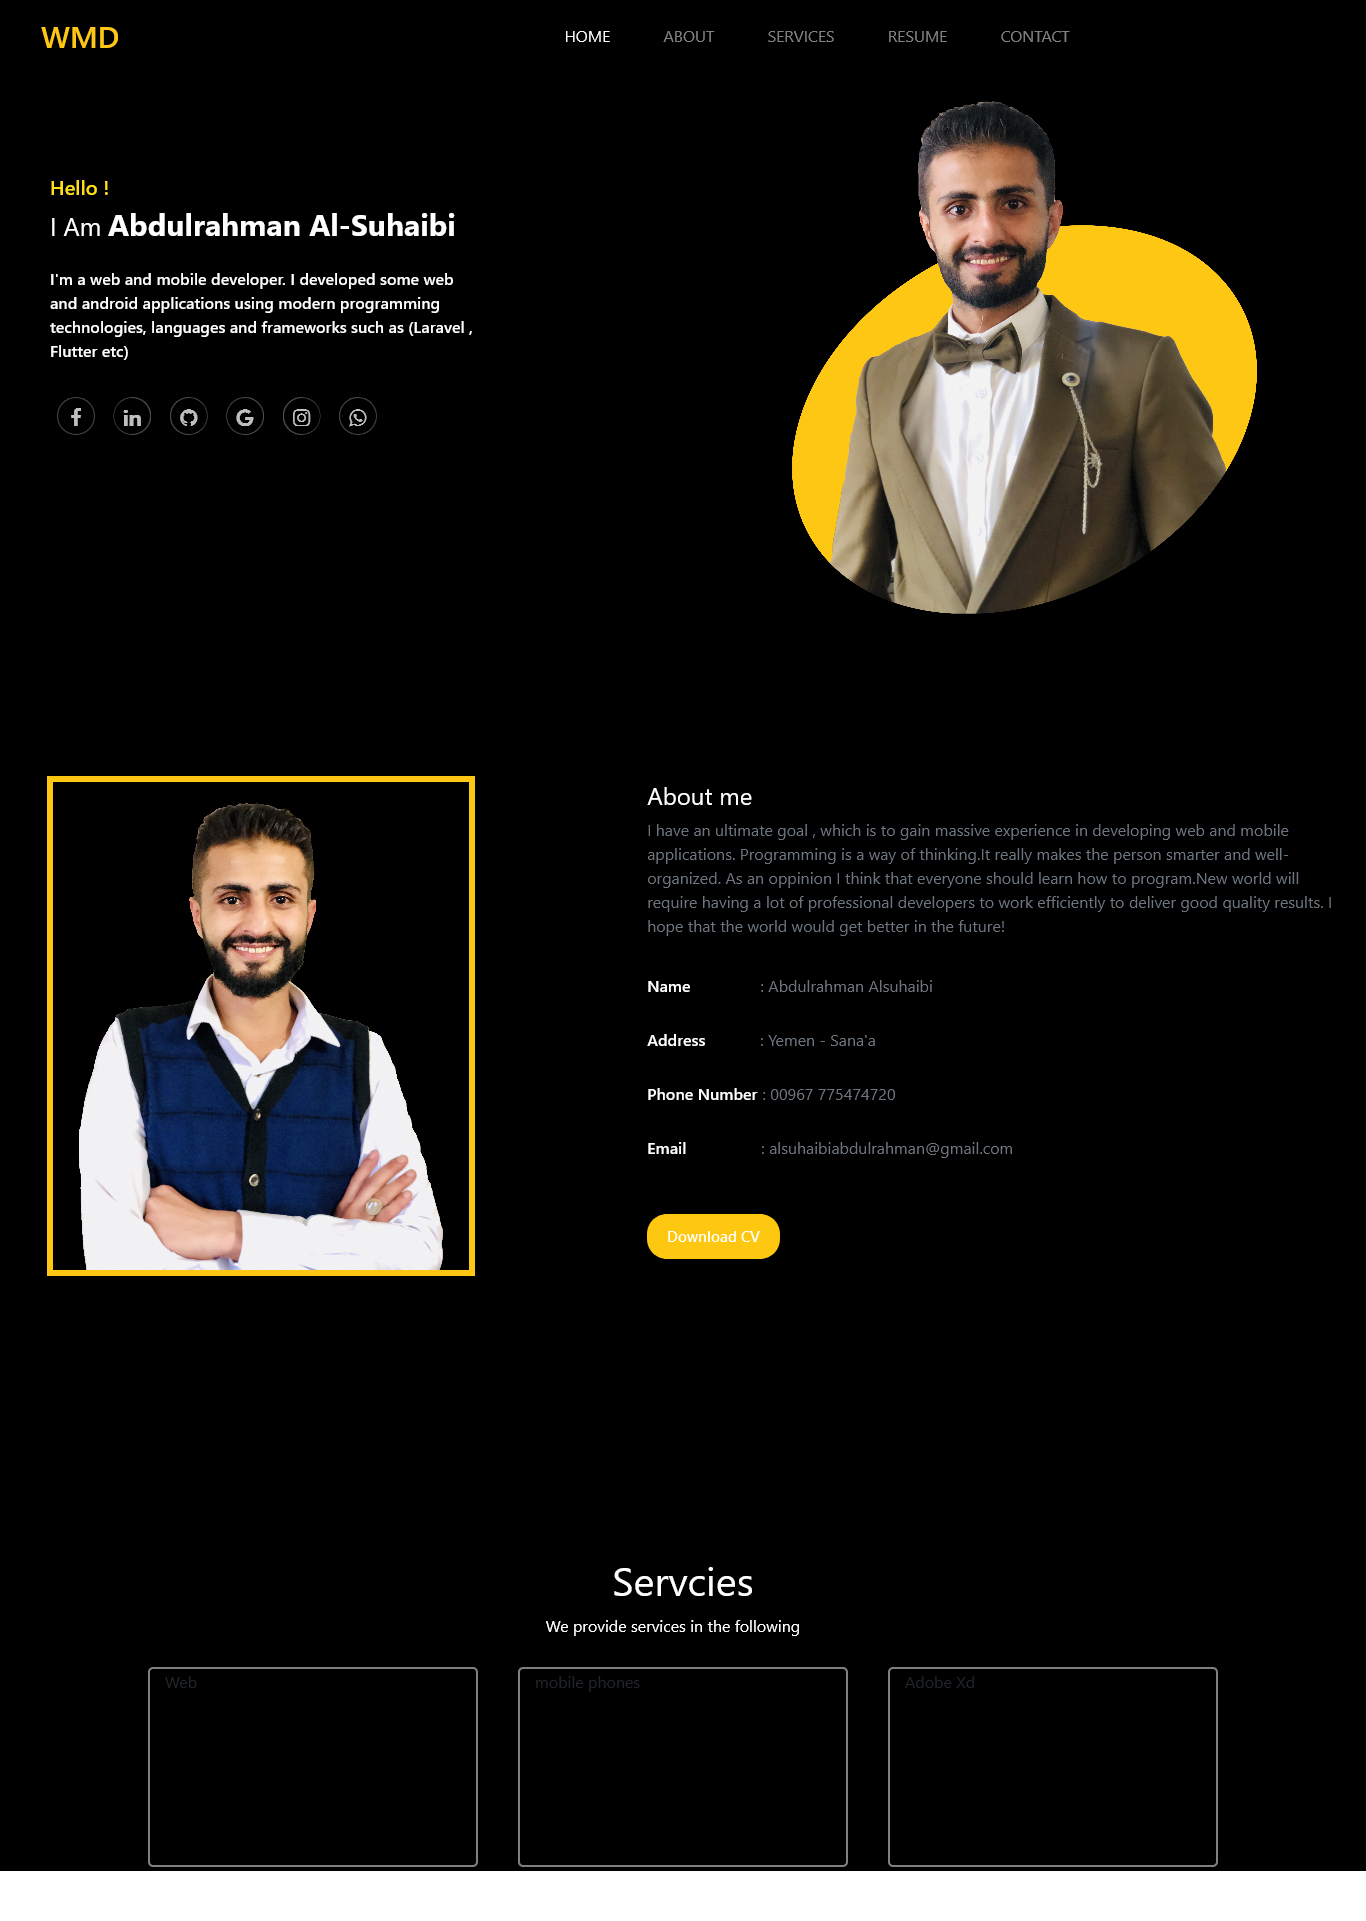 WMD
HOME ABOUT SERVICES RESUME CONTACT
Hello !
I Am Abdulrahman Al-Suhaibi
I'm a web and mobile developer. I developed some web
and android applications using modern programming
technologies, languages and frameworks such as (Laravel ,
Flutter etc)
About me
I have an ultimate goal , which is to gain massive experience in developing web and mobile
applications. Programming is a way of thinking.It really makes the person smarter and well-
organized. As an oppinion I think that everyone should learn how to program.New world will
require having a lot of professional developers to work efficiently to deliver good quality results. I
hope that the world would get better in the future!
Name : Abdulrahman Alsuhaibi
Address : Yemen - Sana'a
Phone Number : 00967 775474720
Email : alsuhaibiabdulrahman@gmail.com
Download CV
Servcies
We provide services in the following
Web
mobile phones
Adobe Xd